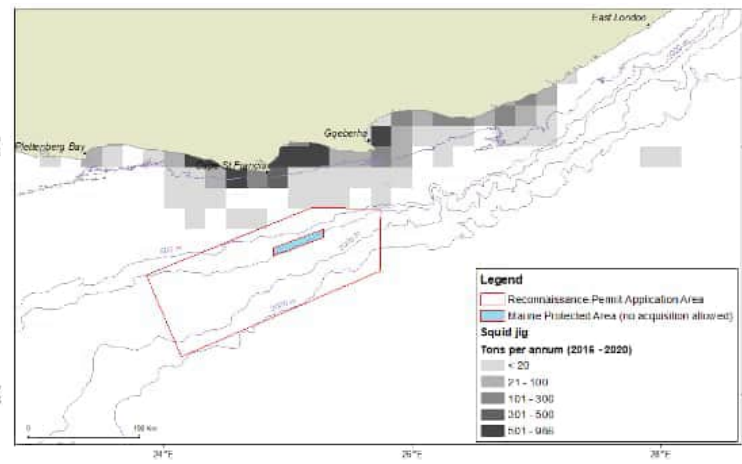 East London
Gqeberha
Plettenberg Bay
Cape St Francis
Legend
Reconnaissance Permit Application Area
Marine Protected Area (no acquisition allowed)
Squid jig
Tons per annum (2016 - 2020)
< 20
21 - 100
101 - 300
301 - 500
501 - 966
0
100 Km
24°E
26°E
28°E